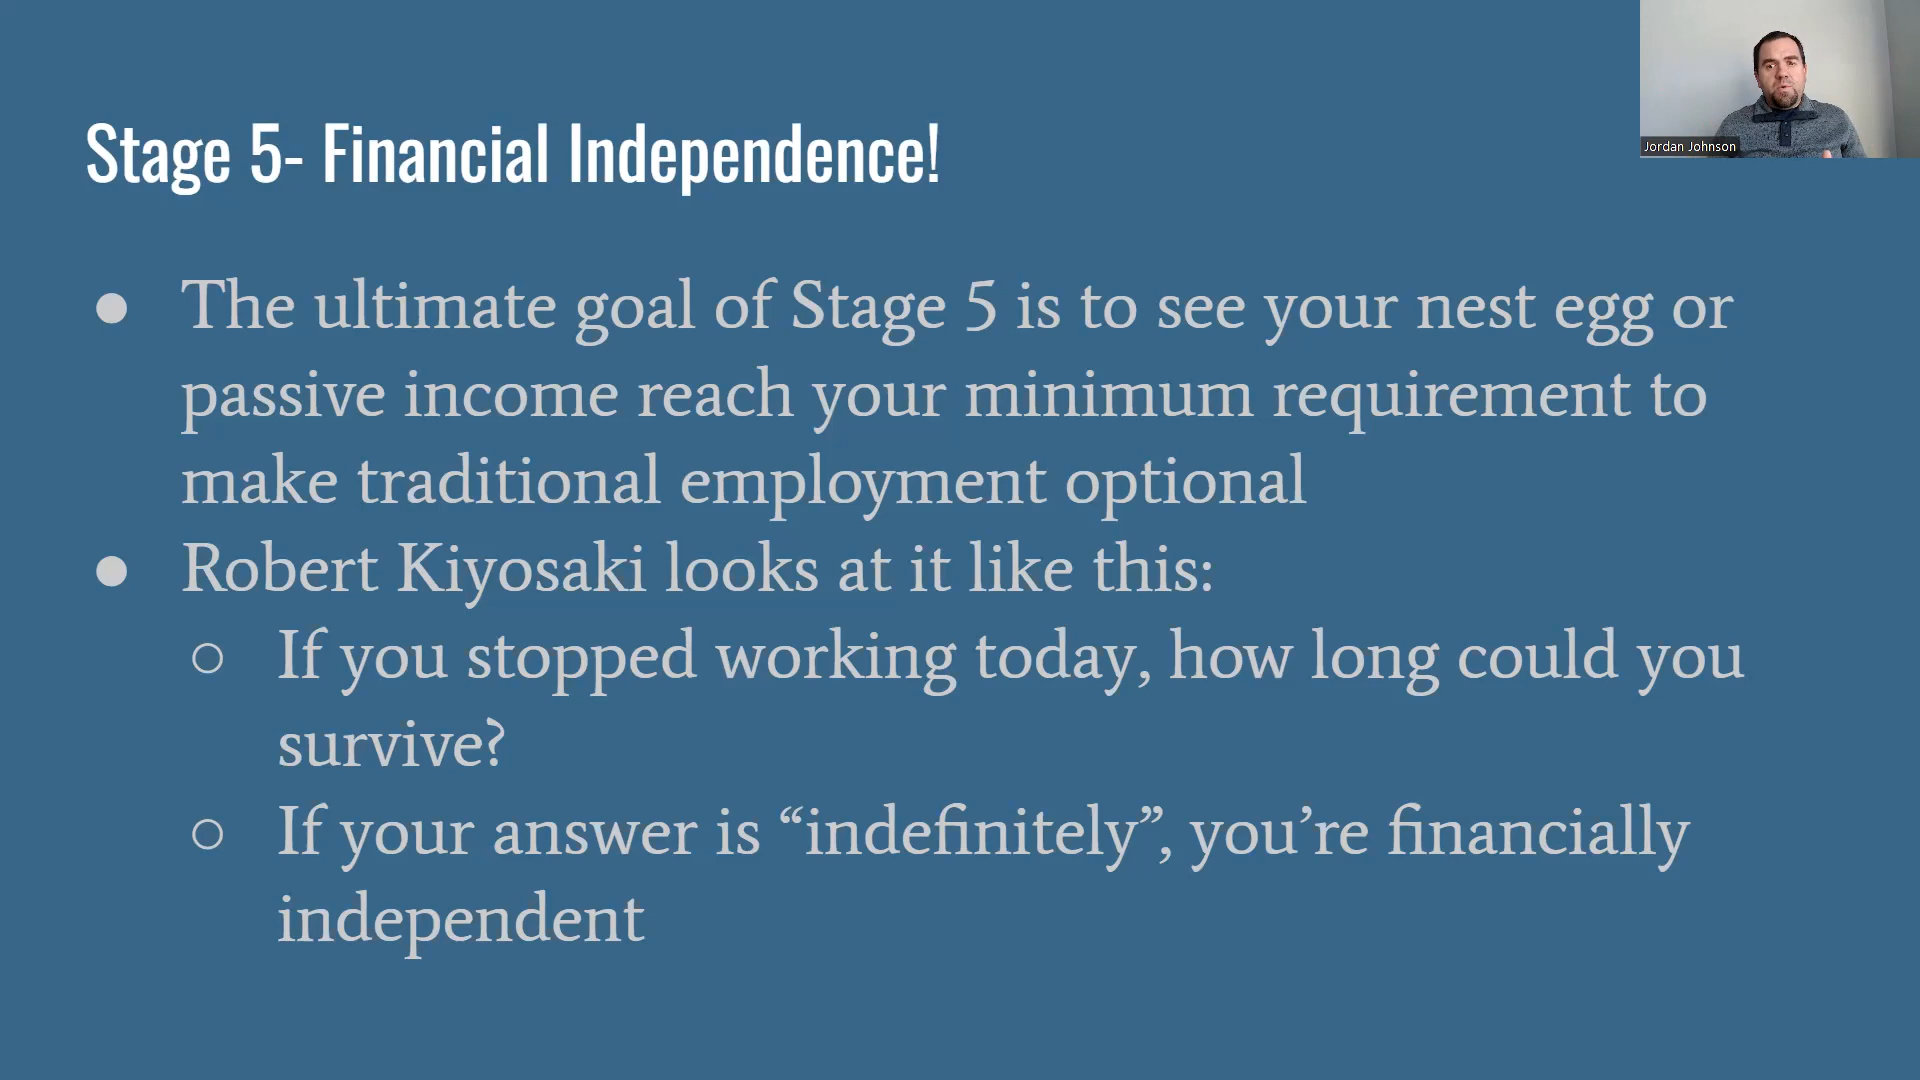 Stage 5- Financial Independence!
Jordan Johnson
● The ultimate goal of Stage 5 is to see your nest egg or
passive income reach your minimum requirement to
make traditional employment optional
● Robert Kiyosaki looks at it like this:
○ If you stopped working today, how long could you
survive?
○ If your answer is “indefinitely”, you’re financially
independent